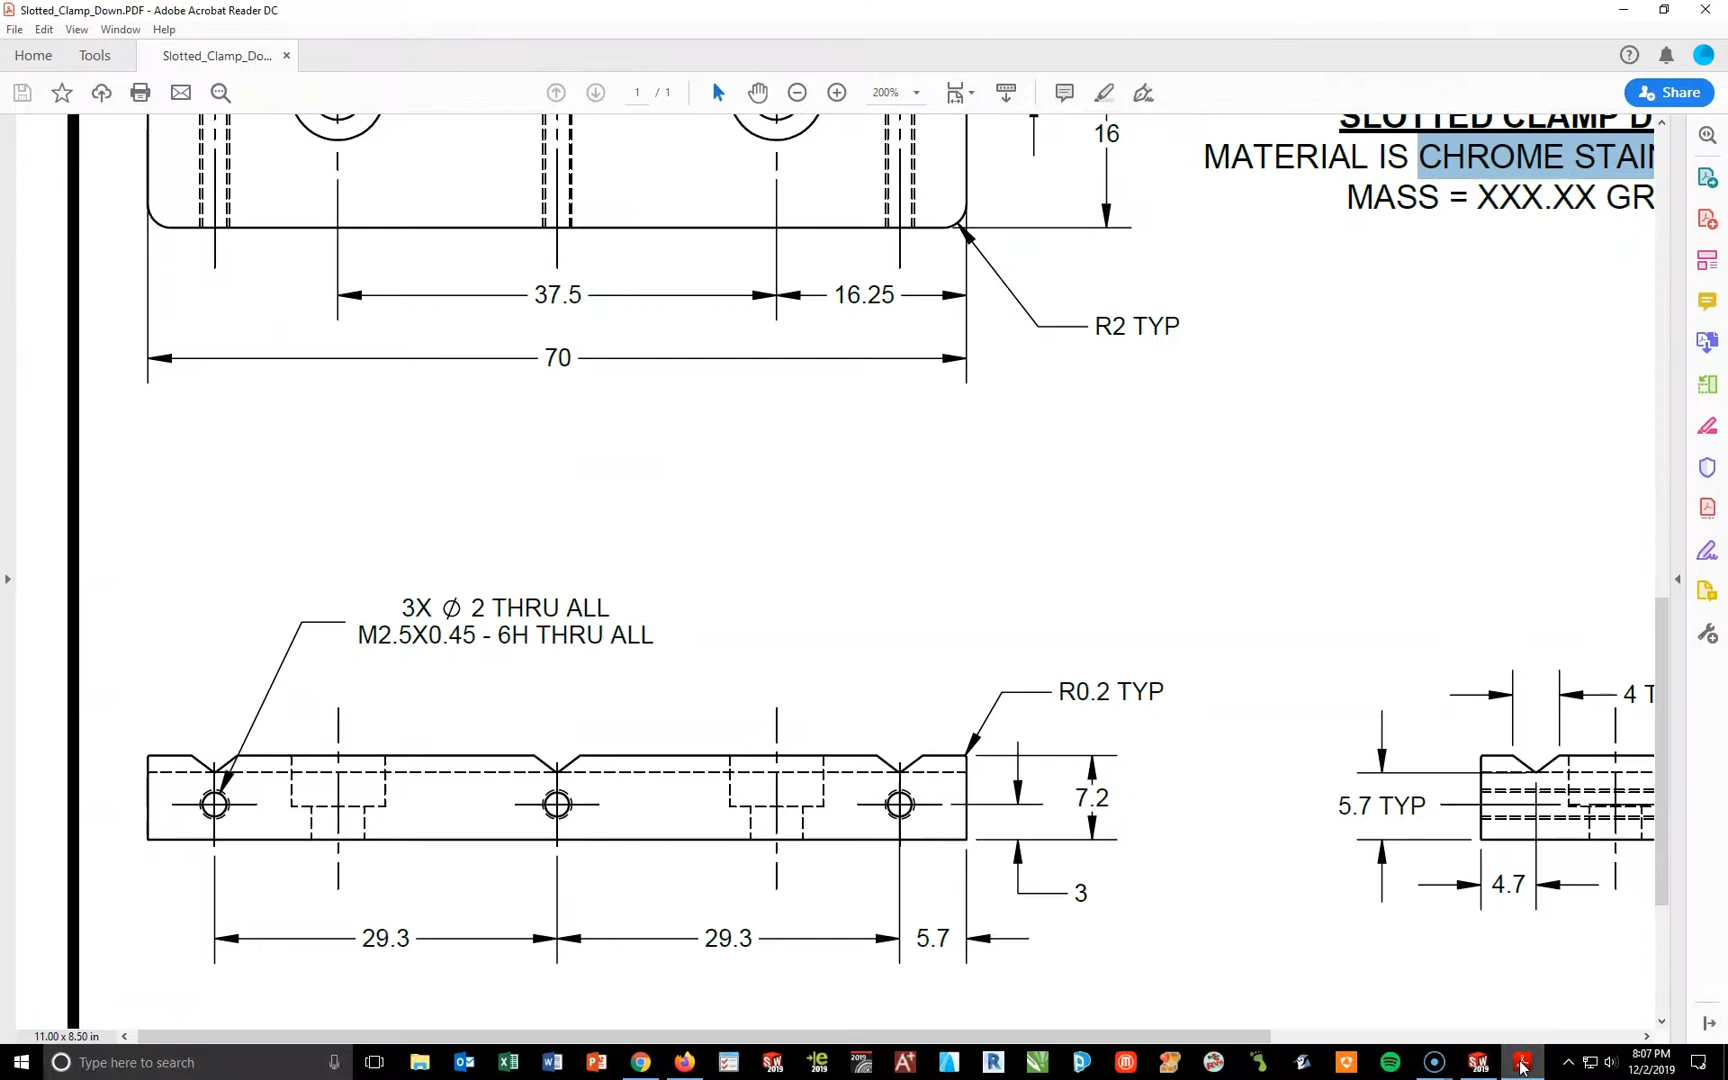 Slotted_Clamp_Down.PDF - Adobe Acrobat Reader DC
File Edit View Window Help
Home Tools Slotted_Clamp_Do... ×
1 / 1 200% Share
SLOTTED CLAMP D
16
MATERIAL IS CHROME STAIN
MASS = XXX.XX GR
37.5 16.25
R2 TYP
70
3X ∅ 2 THRU ALL
M2.5X0.45 - 6H THRU ALL
R0.2 TYP
4 T
7.2
5.7 TYP
3
4.7
29.3 29.3 5.7
11.00 x 8.50 in
Type here to search
8:07 PM
12/2/2019